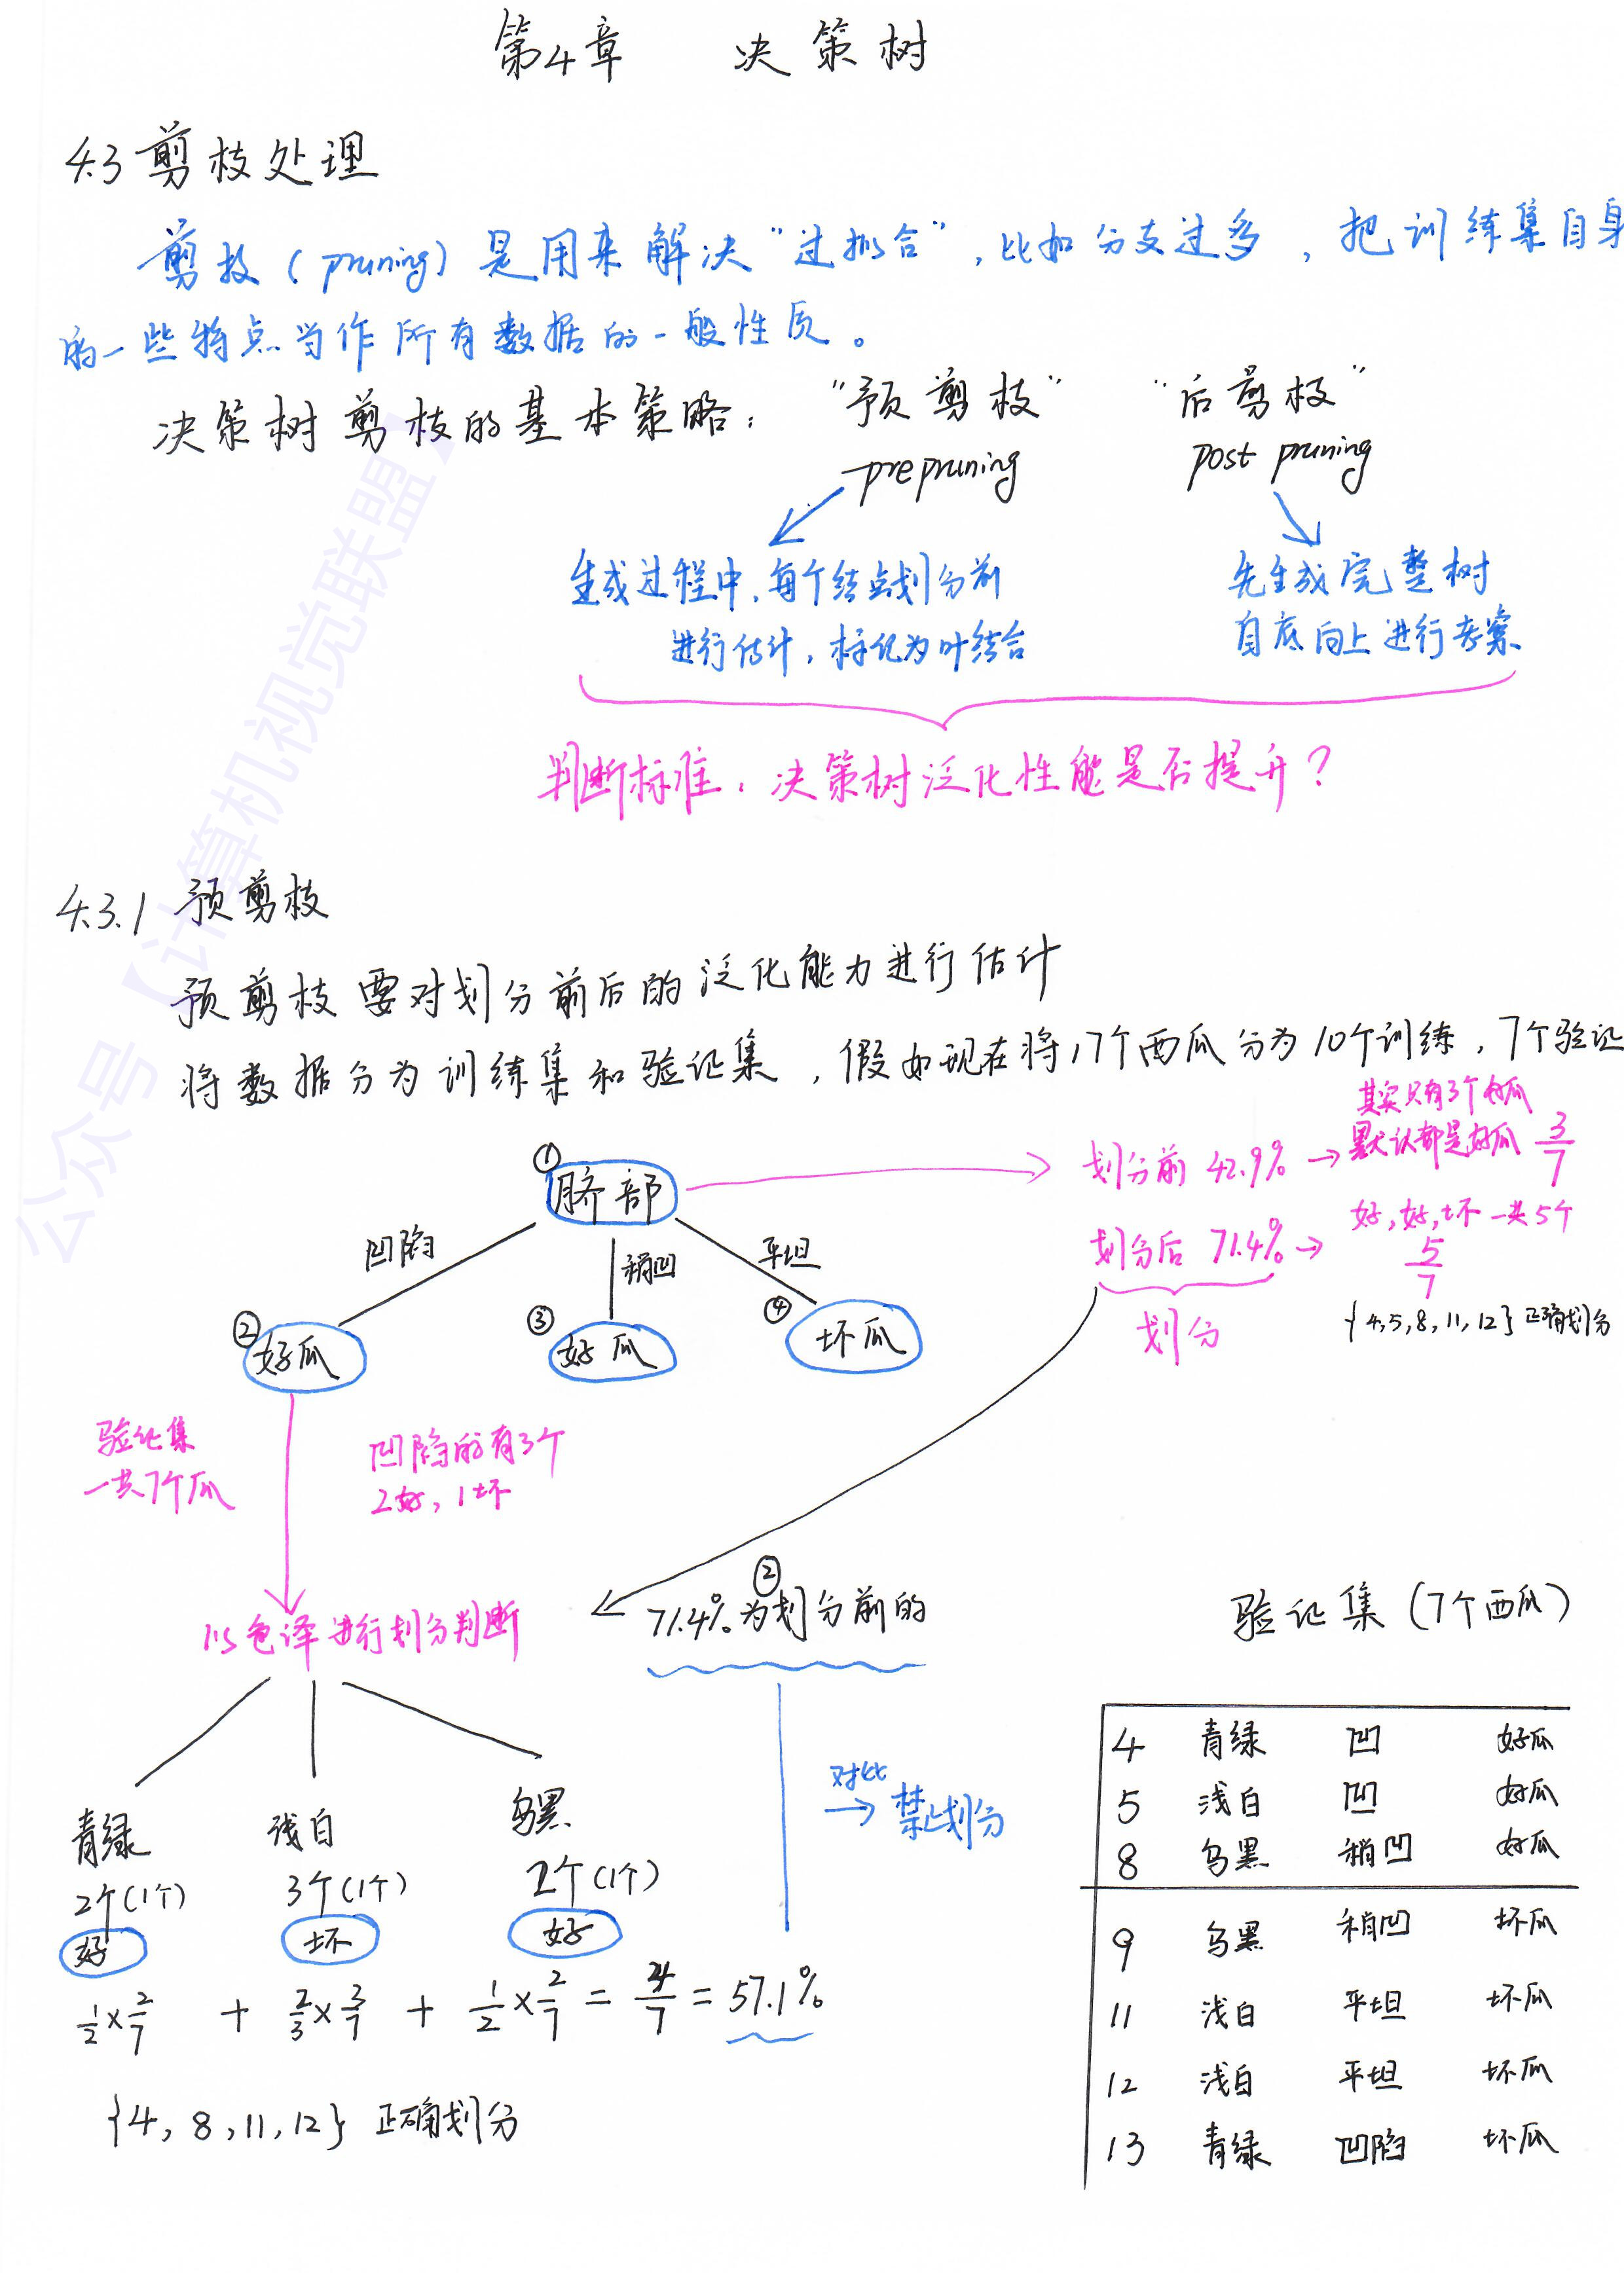 第4章 决策树
4.3 剪枝处理
剪枝（pruning）是用来解决"过拟合"，比如分支过多，把训练集自身
的一些特点当作所有数据的一般性质。
决策树剪枝的基本策略： "预剪枝" "后剪枝"
prepruning post pruning
生成过程中，每个结点划分前 先生成完整树
进行估计，标记为叶结合 自底向上进行考察
判断标准：决策树泛化性能是否提升？
4.3.1 预剪枝
预剪枝要对划分前后的泛化能力进行估计
将数据分为训练集和验证集，假如现在将17个西瓜分为10个训练，7个验证
① 脐部
划分前 42.9% → 其实只有3个好瓜
默认都是好瓜 3/7
划分后 71.4% → 好，好，坏 一共5个
5/7
划分
{4,5,8,11,12} 正确划分
凹陷 稍凹 平坦
② 好瓜 ③ 好瓜 ④ 坏瓜
验证集
一共7个瓜
凹陷的有3个
2好，1坏
以色泽进行划分判断
②
71.4%为划分前的
对比
→ 禁止划分
青绿 浅白 乌黑
2个(1个) 3个(1个) 2个(1个)
好 坏 好
1/2×2/7 + 2/3×3/7 + 1/2×2/7 = 4/7 = 57.1%
{4, 8, 11, 12} 正确划分
验证集（7个西瓜）
4 青绿 凹 好瓜
5 浅白 凹 好瓜
8 乌黑 稍凹 好瓜
9 乌黑 稍凹 坏瓜
11 浅白 平坦 坏瓜
12 浅白 平坦 坏瓜
13 青绿 凹陷 坏瓜
公众号【计算机视觉联盟】